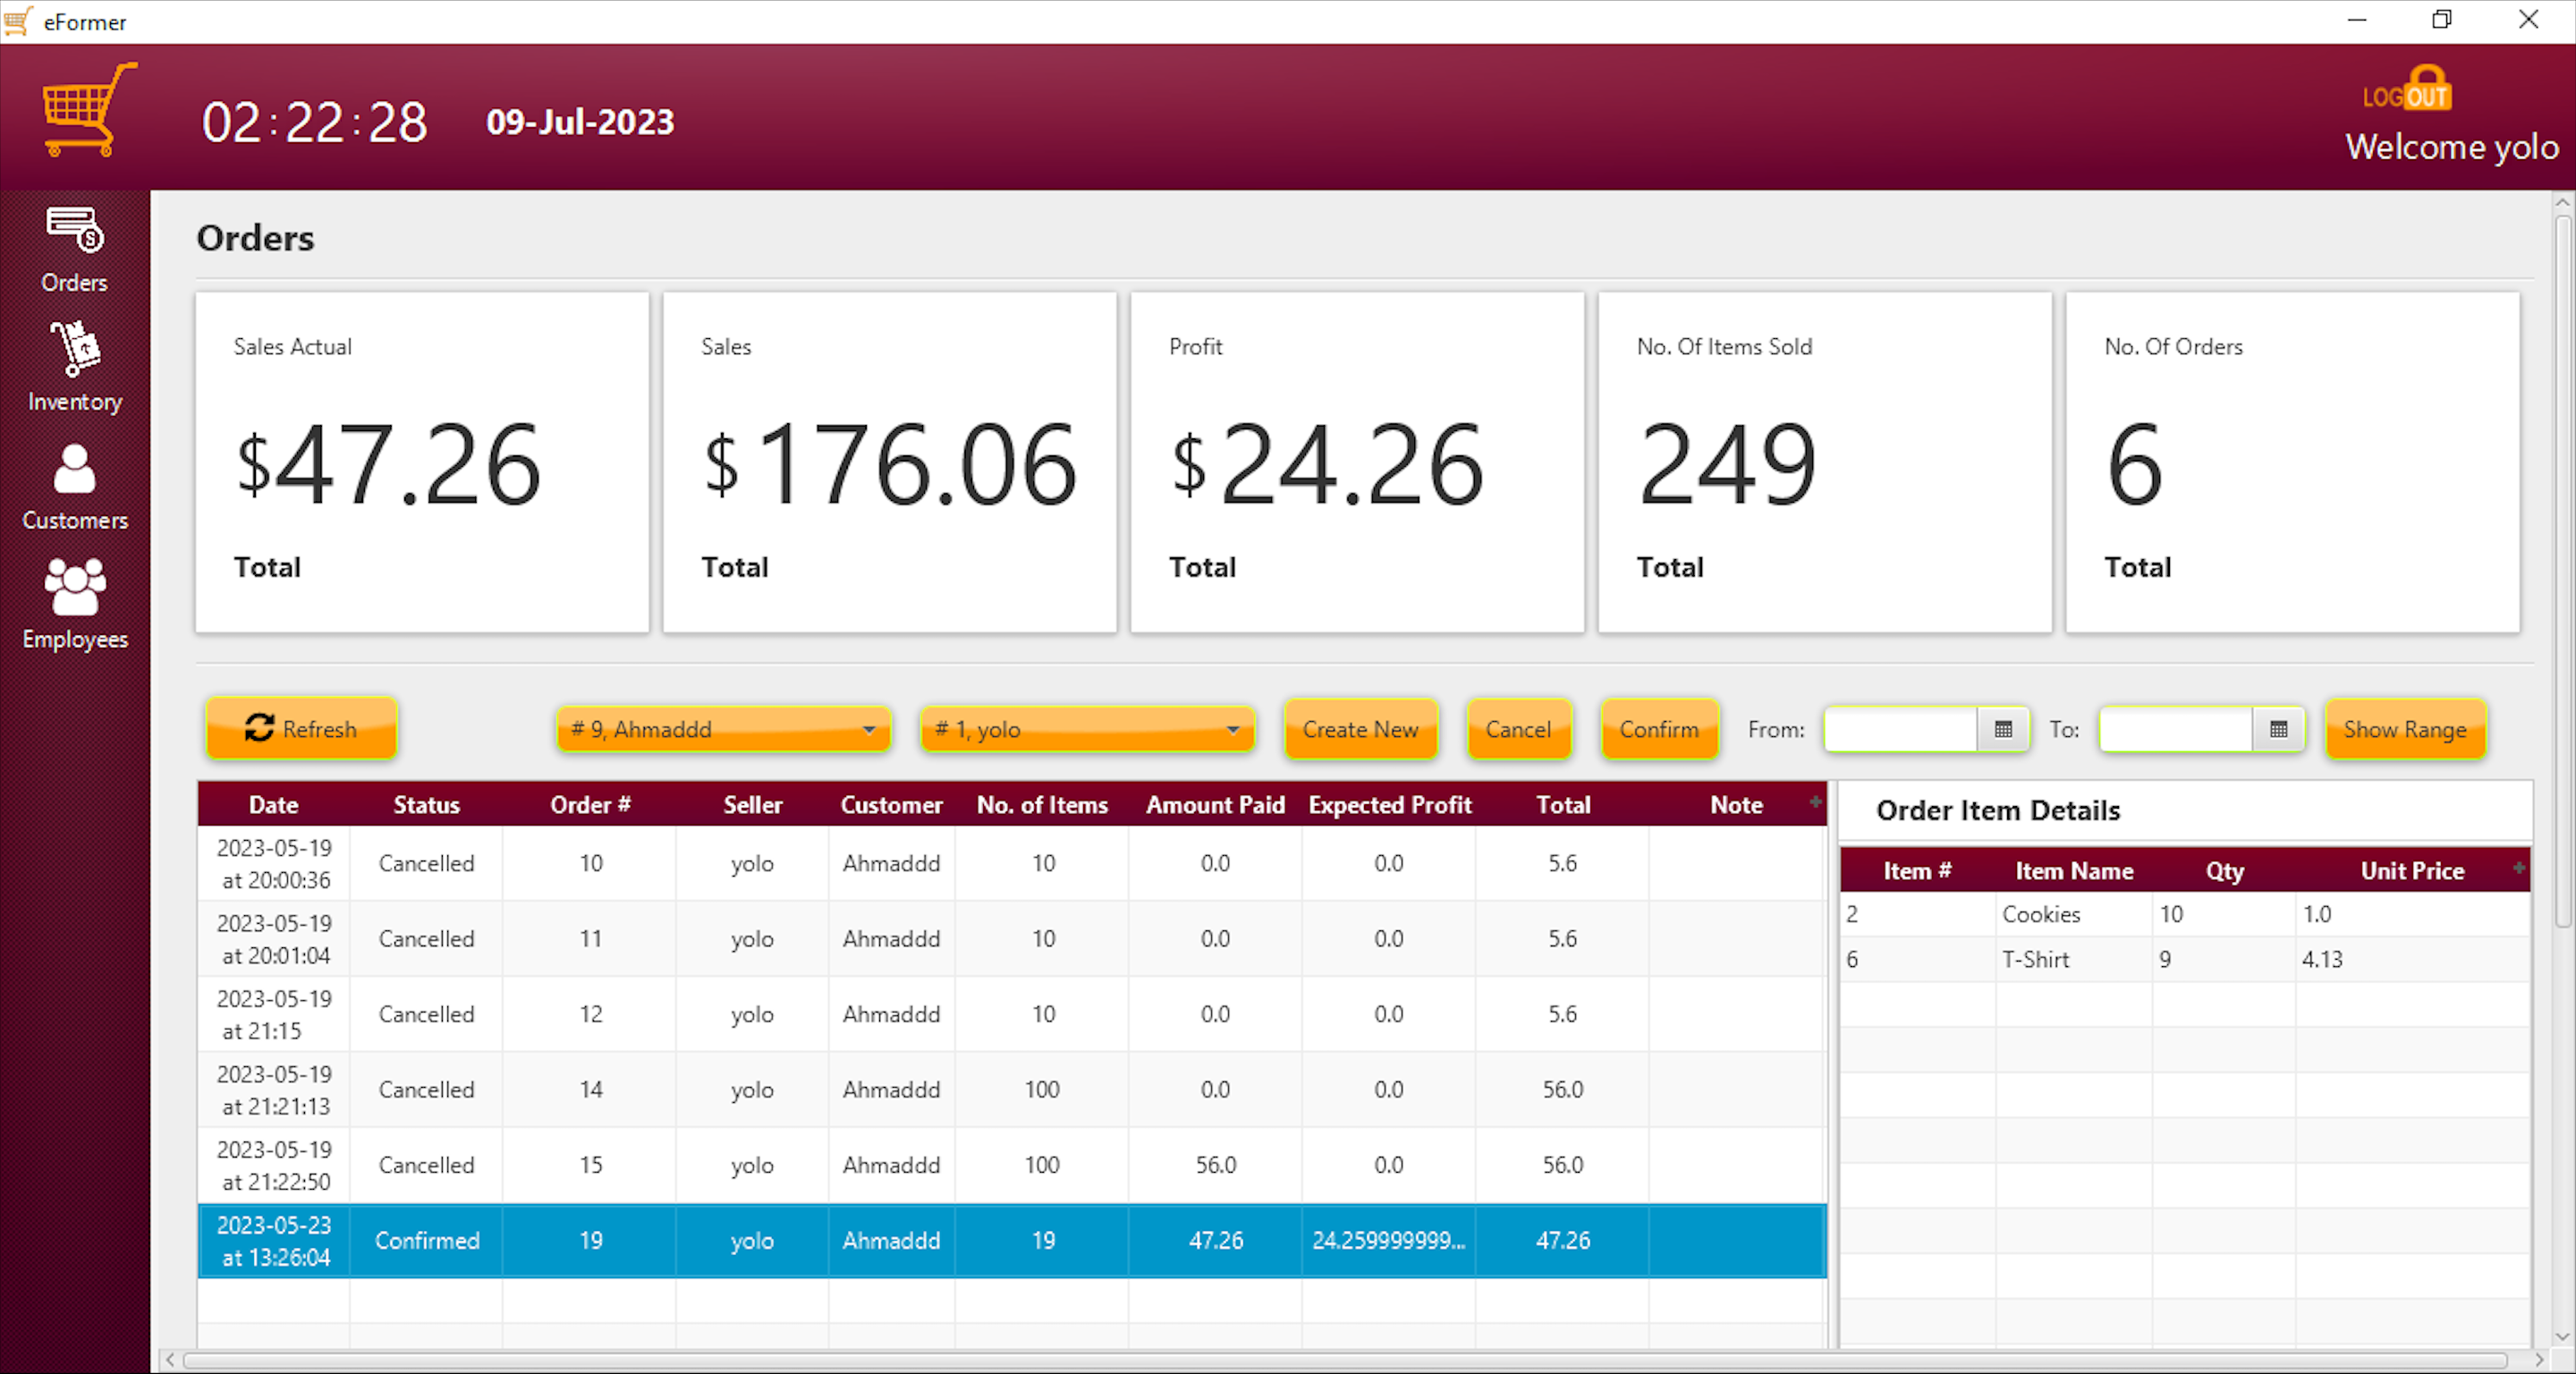 eFormer
02:22:28 09-Jul-2023
LOGOUT
Welcome yolo
Orders
Inventory
Customers
Employees
Orders
Sales Actual
$47.26
Total
Sales
$176.06
Total
Profit
$24.26
Total
No. Of Items Sold
249
Total
No. Of Orders
6
Total
Refresh # 9, Ahmaddd # 1, yolo Create New Cancel Confirm From: To: Show Range
Date Status Order # Seller Customer No. of Items Amount Paid Expected Profit Total Note
2023-05-19
at 20:00:36 Cancelled 10 yolo Ahmaddd 10 0.0 0.0 5.6
2023-05-19
at 20:01:04 Cancelled 11 yolo Ahmaddd 10 0.0 0.0 5.6
2023-05-19
at 21:15 Cancelled 12 yolo Ahmaddd 10 0.0 0.0 5.6
2023-05-19
at 21:21:13 Cancelled 14 yolo Ahmaddd 100 0.0 0.0 56.0
2023-05-19
at 21:22:50 Cancelled 15 yolo Ahmaddd 100 56.0 0.0 56.0
2023-05-23
at 13:26:04 Confirmed 19 yolo Ahmaddd 19 47.26 24.259999999... 47.26
Order Item Details
Item # Item Name Qty Unit Price
2 Cookies 10 1.0
6 T-Shirt 9 4.13